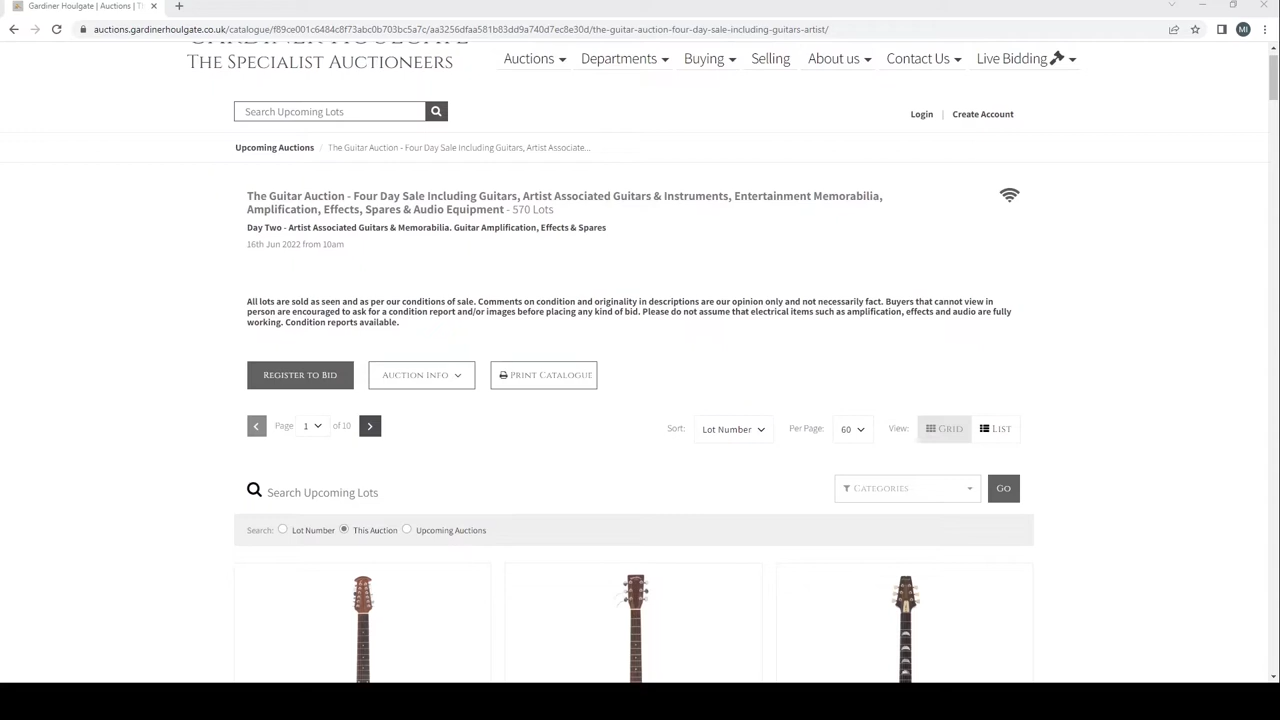 Gardiner Houlgate | Auctions | T
auctions.gardinerhoulgate.co.uk/catalogue/f89ce001c6484c8f73abc0b703bc5a7c/aa3256dfaa581b83dd9a740d7ec8e30d/the-guitar-auction-four-day-sale-including-guitars-artist/
MI
GARDINER HOULGATE
THE SPECIALIST AUCTIONEERS
Auctions Departments Buying Selling About us Contact Us Live Bidding
Search Upcoming Lots
Login | Create Account
Upcoming Auctions / The Guitar Auction - Four Day Sale Including Guitars, Artist Associate...
The Guitar Auction - Four Day Sale Including Guitars, Artist Associated Guitars & Instruments, Entertainment Memorabilia,
Amplification, Effects, Spares & Audio Equipment - 570 Lots
Day Two - Artist Associated Guitars & Memorabilia. Guitar Amplification, Effects & Spares
16th Jun 2022 from 10am
All lots are sold as seen and as per our conditions of sale. Comments on condition and originality in descriptions are our opinion only and not necessarily fact. Buyers that cannot view in
person are encouraged to ask for a condition report and/or images before placing any kind of bid. Please do not assume that electrical items such as amplification, effects and audio are fully
working. Condition reports available.
REGISTER TO BID AUCTION INFO PRINT CATALOGUE
Page 1 of 10 Sort: Lot Number Per Page: 60 View: GRID LIST
Search Upcoming Lots CATEGORIES GO
Search: Lot Number This Auction Upcoming Auctions